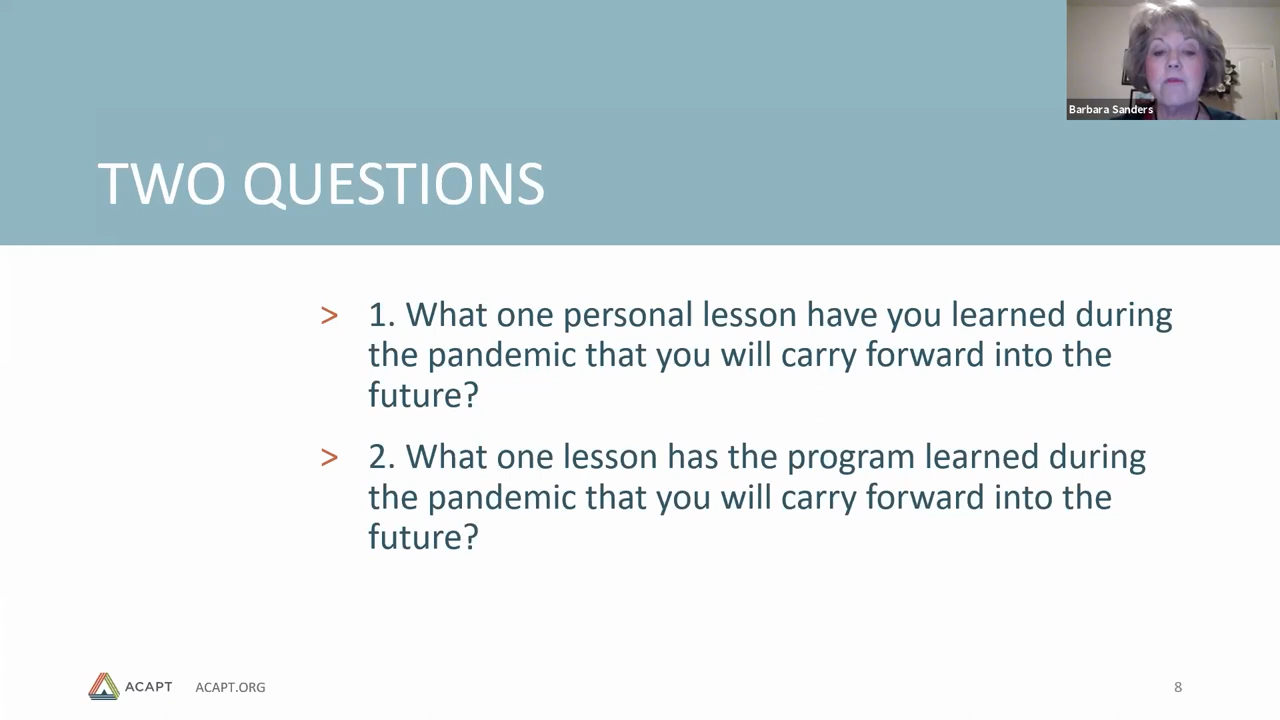 Barbara Sanders
TWO QUESTIONS
> 1. What one personal lesson have you learned during
the pandemic that you will carry forward into the
future?
> 2. What one lesson has the program learned during
the pandemic that you will carry forward into the
future?
ACAPT ACAPT.ORG 8